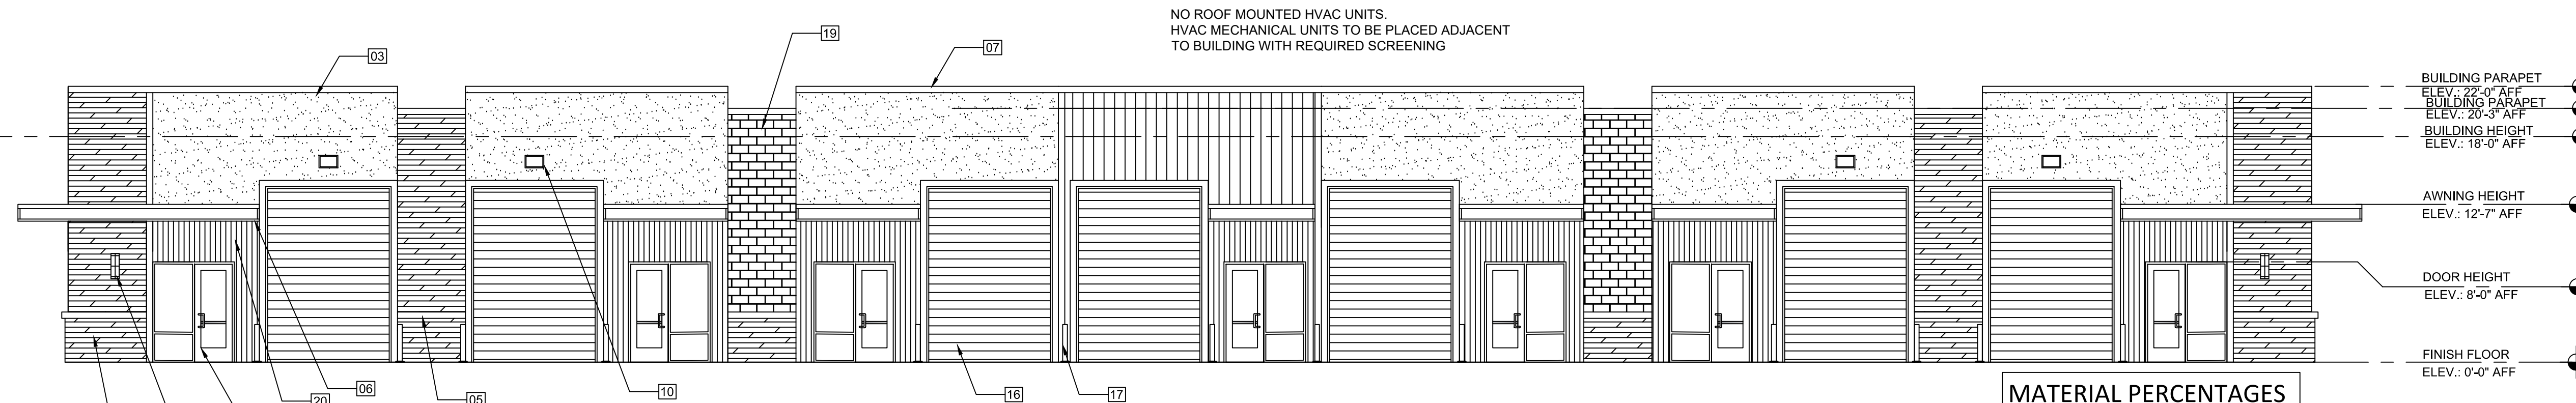 NO ROOF MOUNTED HVAC UNITS.
HVAC MECHANICAL UNITS TO BE PLACED ADJACENT
TO BUILDING WITH REQUIRED SCREENING
19
07
03
BUILDING PARAPET
ELEV.: 22'-0" AFF
BUILDING PARAPET
ELEV.: 20'-3" AFF
BUILDING HEIGHT
ELEV.: 18'-0" AFF
AWNING HEIGHT
ELEV.: 12'-7" AFF
DOOR HEIGHT
ELEV.: 8'-0" AFF
FINISH FLOOR
ELEV.: 0'-0" AFF
06
20
05
10
16
17
MATERIAL PERCENTAGES